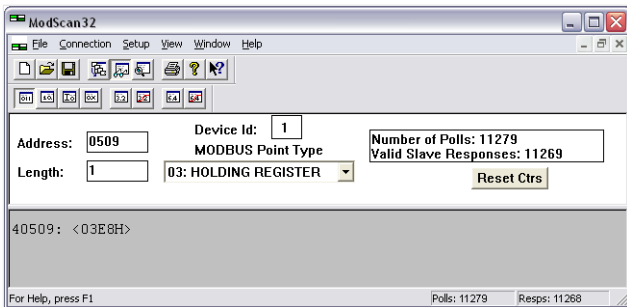 ModScan32
File Connection Setup View Window Help
Address: 0509
Device Id: 1
MODBUS Point Type
Length: 1
03: HOLDING REGISTER
Number of Polls: 11279
Valid Slave Responses: 11269
Reset Ctrs
40509: <03E8H>
For Help, press F1
Polls: 11279
Resps: 11268